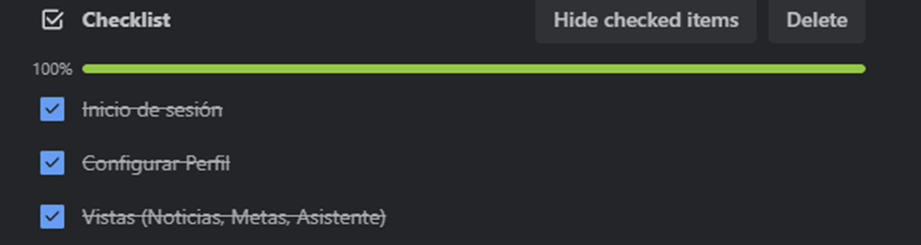 Checklist
Hide checked items
Delete
100%
Inicio de sesión
Configurar Perfil
Vistas (Noticias, Metas, Asistente)